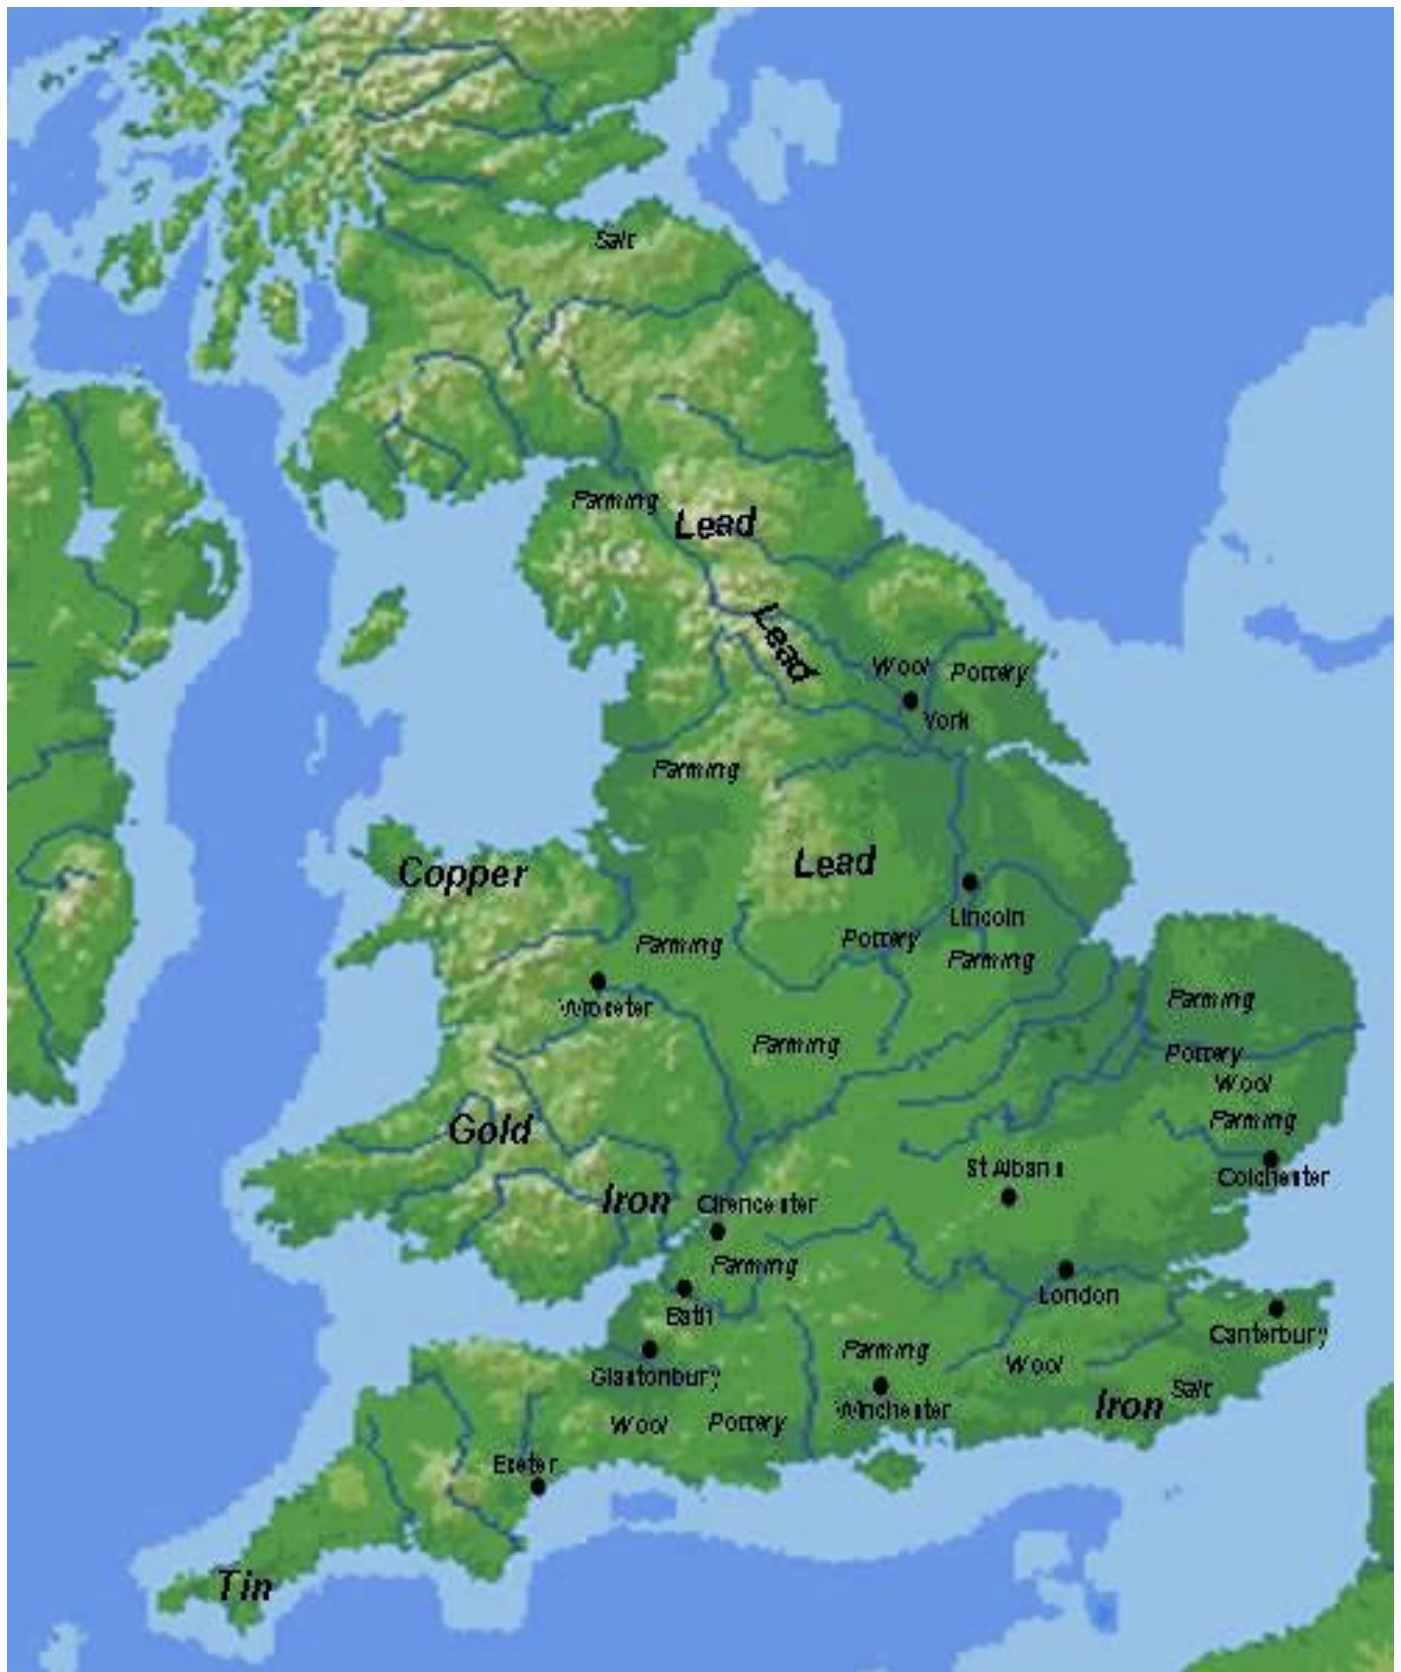 Salt
Farming
Lead
Lead
Wool
Pottery
York
Farming
Copper
Lead
Lincoln
Pottery
Farming
Farming
Wroxeter
Farming
Farming
Pottery
Wool
Farming
Gold
St Albans
Colchester
Iron
Cirencester
Farming
London
Bath
Canterbury
Farming
Glastonbury
Wool
Salt
Iron
Winchester
Wool
Pottery
Exeter
Tin